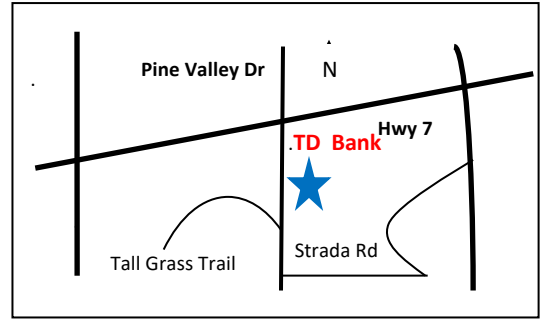 Pine Valley Dr
N
Hwy 7
.TD Bank
Strada Rd
Tall Grass Trail